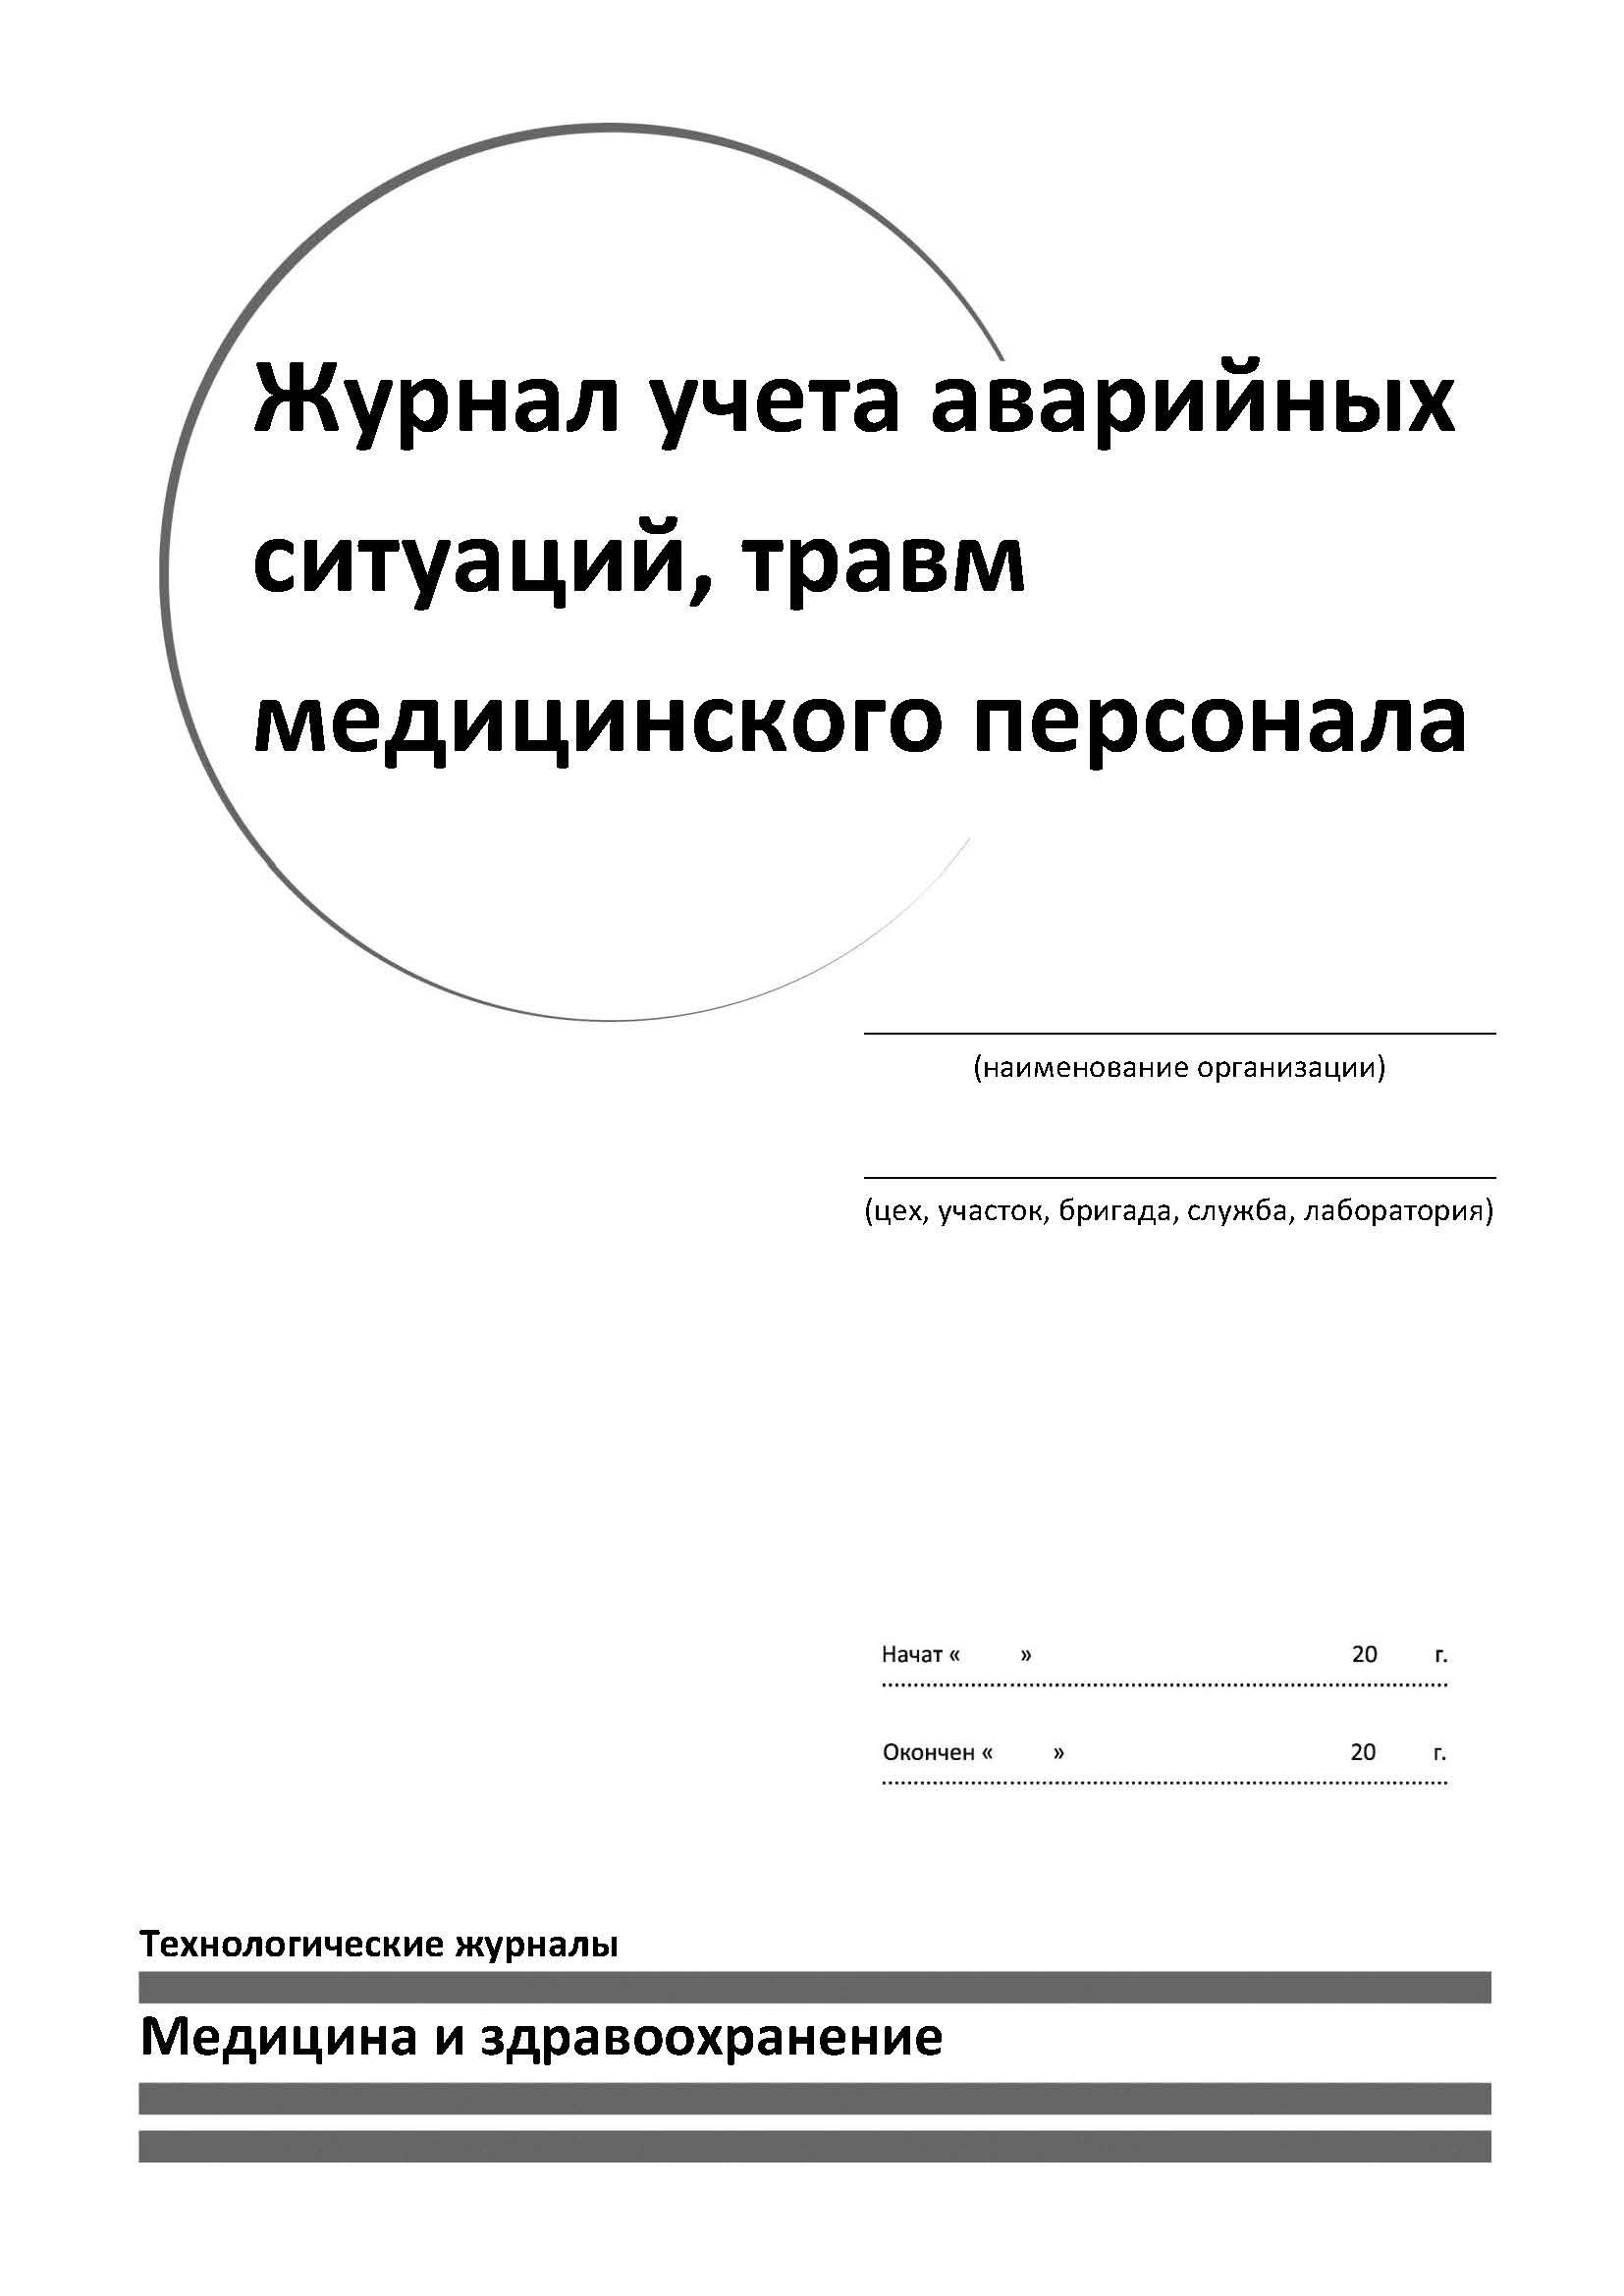 Журнал учета аварийных
ситуаций, травм
медицинского персонала
(наименование организации)
(цех, участок, бригада, служба, лаборатория)
Начат « » 20 г.
Окончен « » 20 г.
Технологические журналы
Медицина и здравоохранение